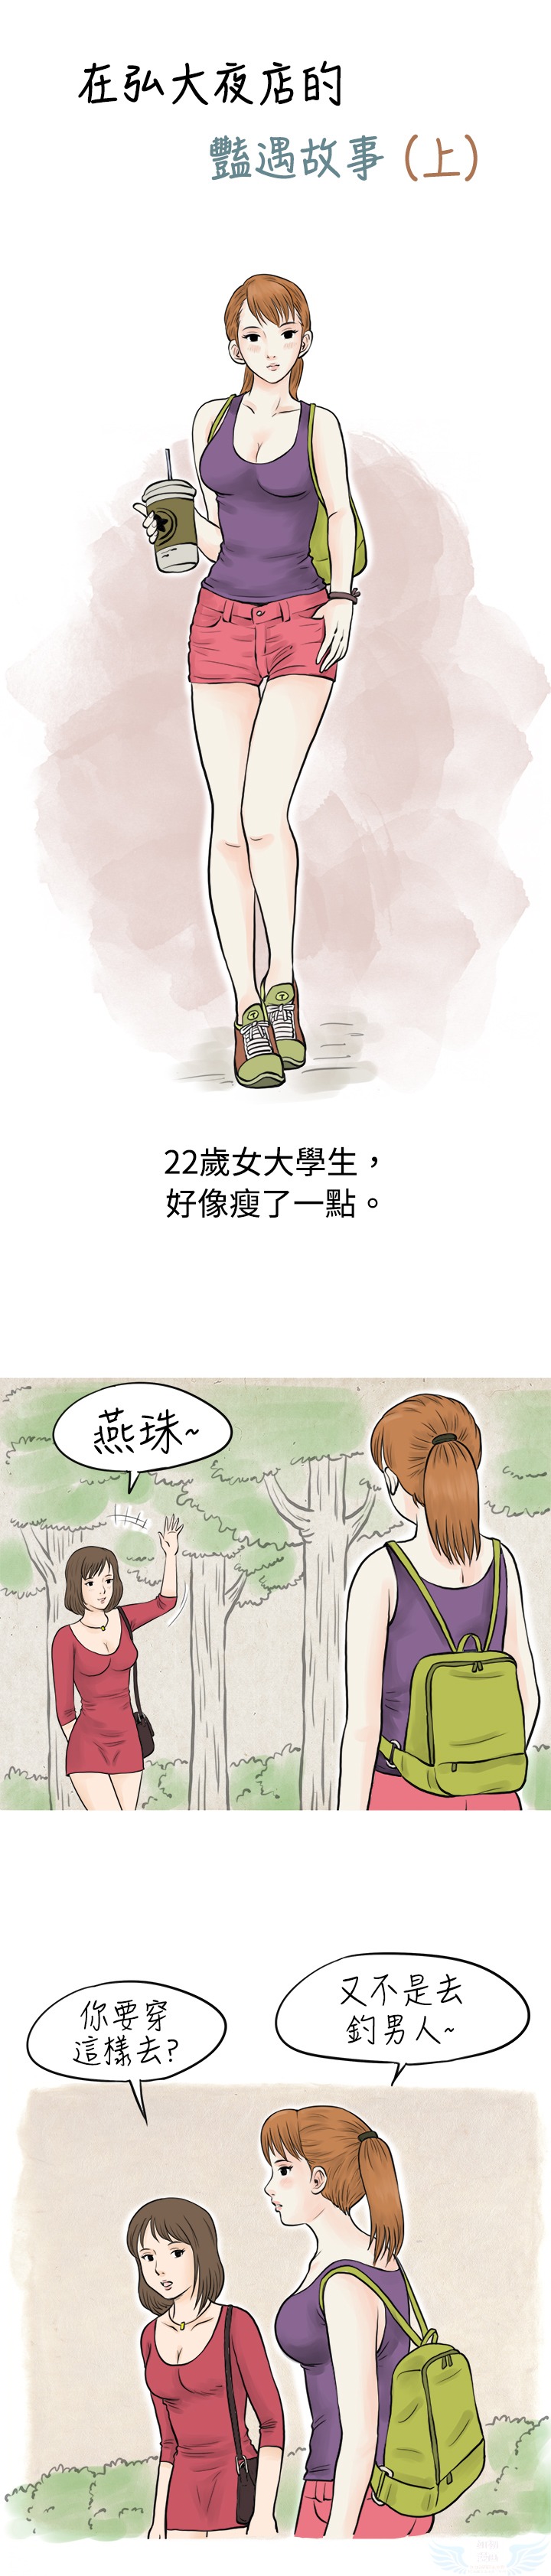 在弘大夜店的
豔遇故事(上)
22歲女大學生，
好像瘦了一點。
燕珠~
你要穿
這樣去?
又不是去
釣男人~